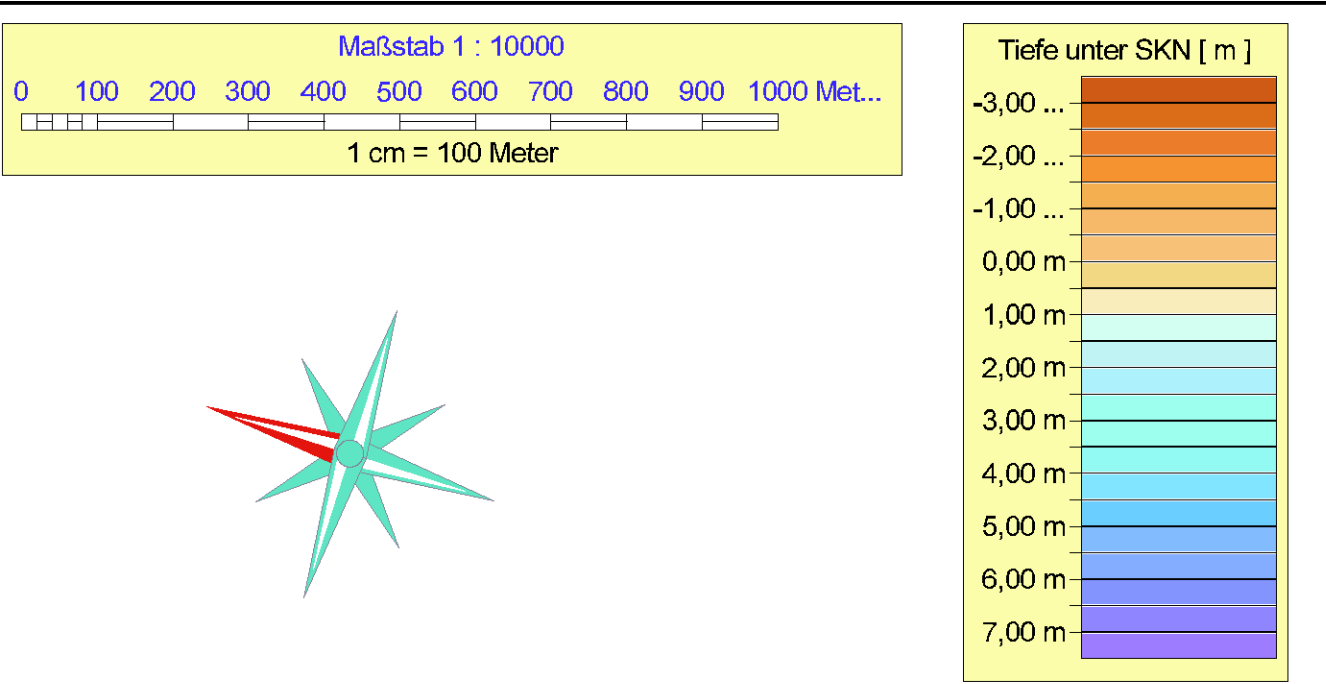 Maßstab 1 : 10000
0 100 200 300 400 500 600 700 800 900 1000 Met...
1 cm = 100 Meter
Tiefe unter SKN [ m ]
-3,00 ...
-2,00 ...
-1,00 ...
0,00 m
1,00 m
2,00 m
3,00 m
4,00 m
5,00 m
6,00 m
7,00 m